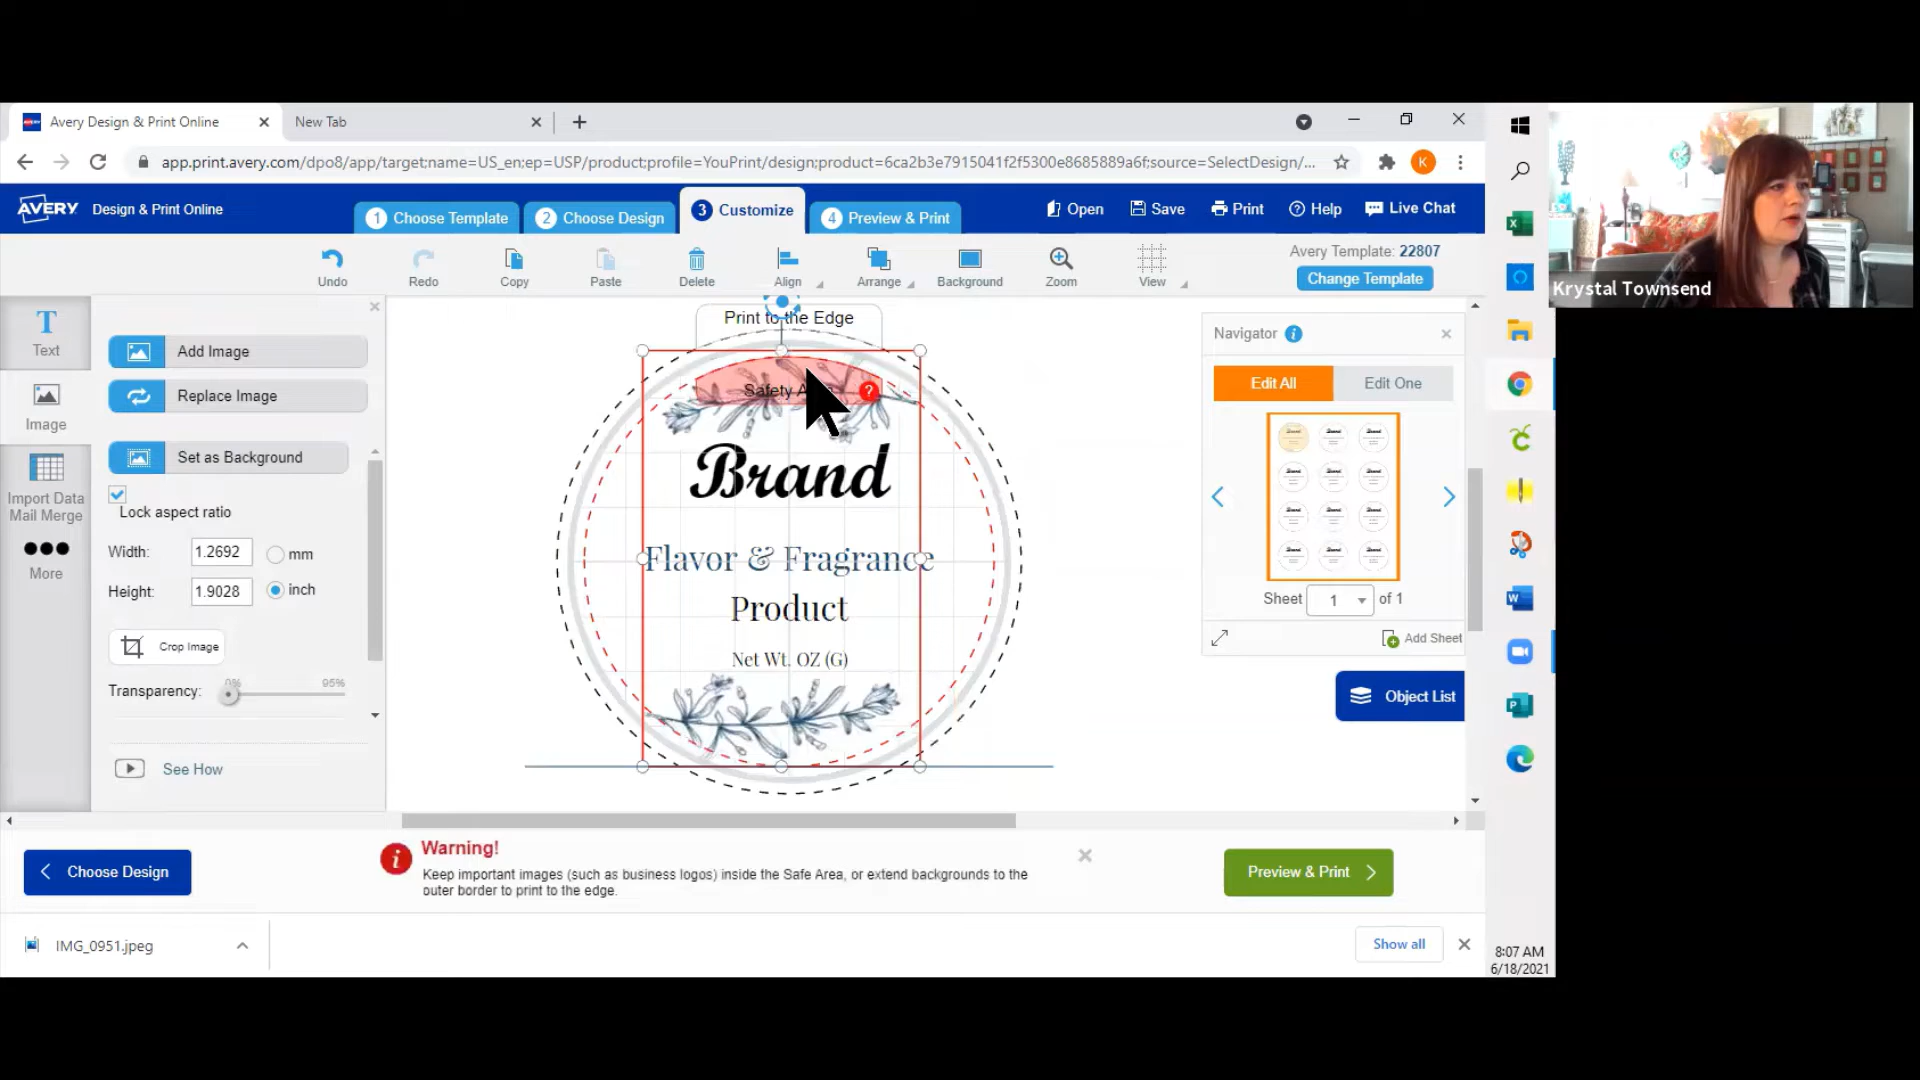 Avery Design & Print Online
New Tab
app.print.avery.com/dpo8/app/target;name=US_en;ep=USP/product;profile=YouPrint/design;product=6ca2b3e7915041f2f5300e8685889a6f;source=SelectDesign/...
K
AVERY
Design & Print Online
1 Choose Template
2 Choose Design
3 Customize
4 Preview & Print
Open
Save
Print
Help
Live Chat
Undo
Redo
Copy
Paste
Delete
Align
Arrange
Background
Zoom
View
Avery Template: 22807
Change Template
Krystal Townsend
T
Text
Image
Import Data
Mail Merge
More
Add Image
Replace Image
Set as Background
Lock aspect ratio
Width: 1.2692 mm
Height: 1.9028 inch
Crop Image
Transparency: 0% 95%
See How
Print to the Edge
Safety
Brand
Flavor & Fragrance
Product
Net Wt. OZ (G)
Navigator
Edit All
Edit One
Sheet 1 of 1
Add Sheet
Object List
Choose Design
Warning!
Keep important images (such as business logos) inside the Safe Area, or extend backgrounds to the
outer border to print to the edge.
Preview & Print
IMG_0951.jpeg
Show all
8:07 AM
6/18/2021